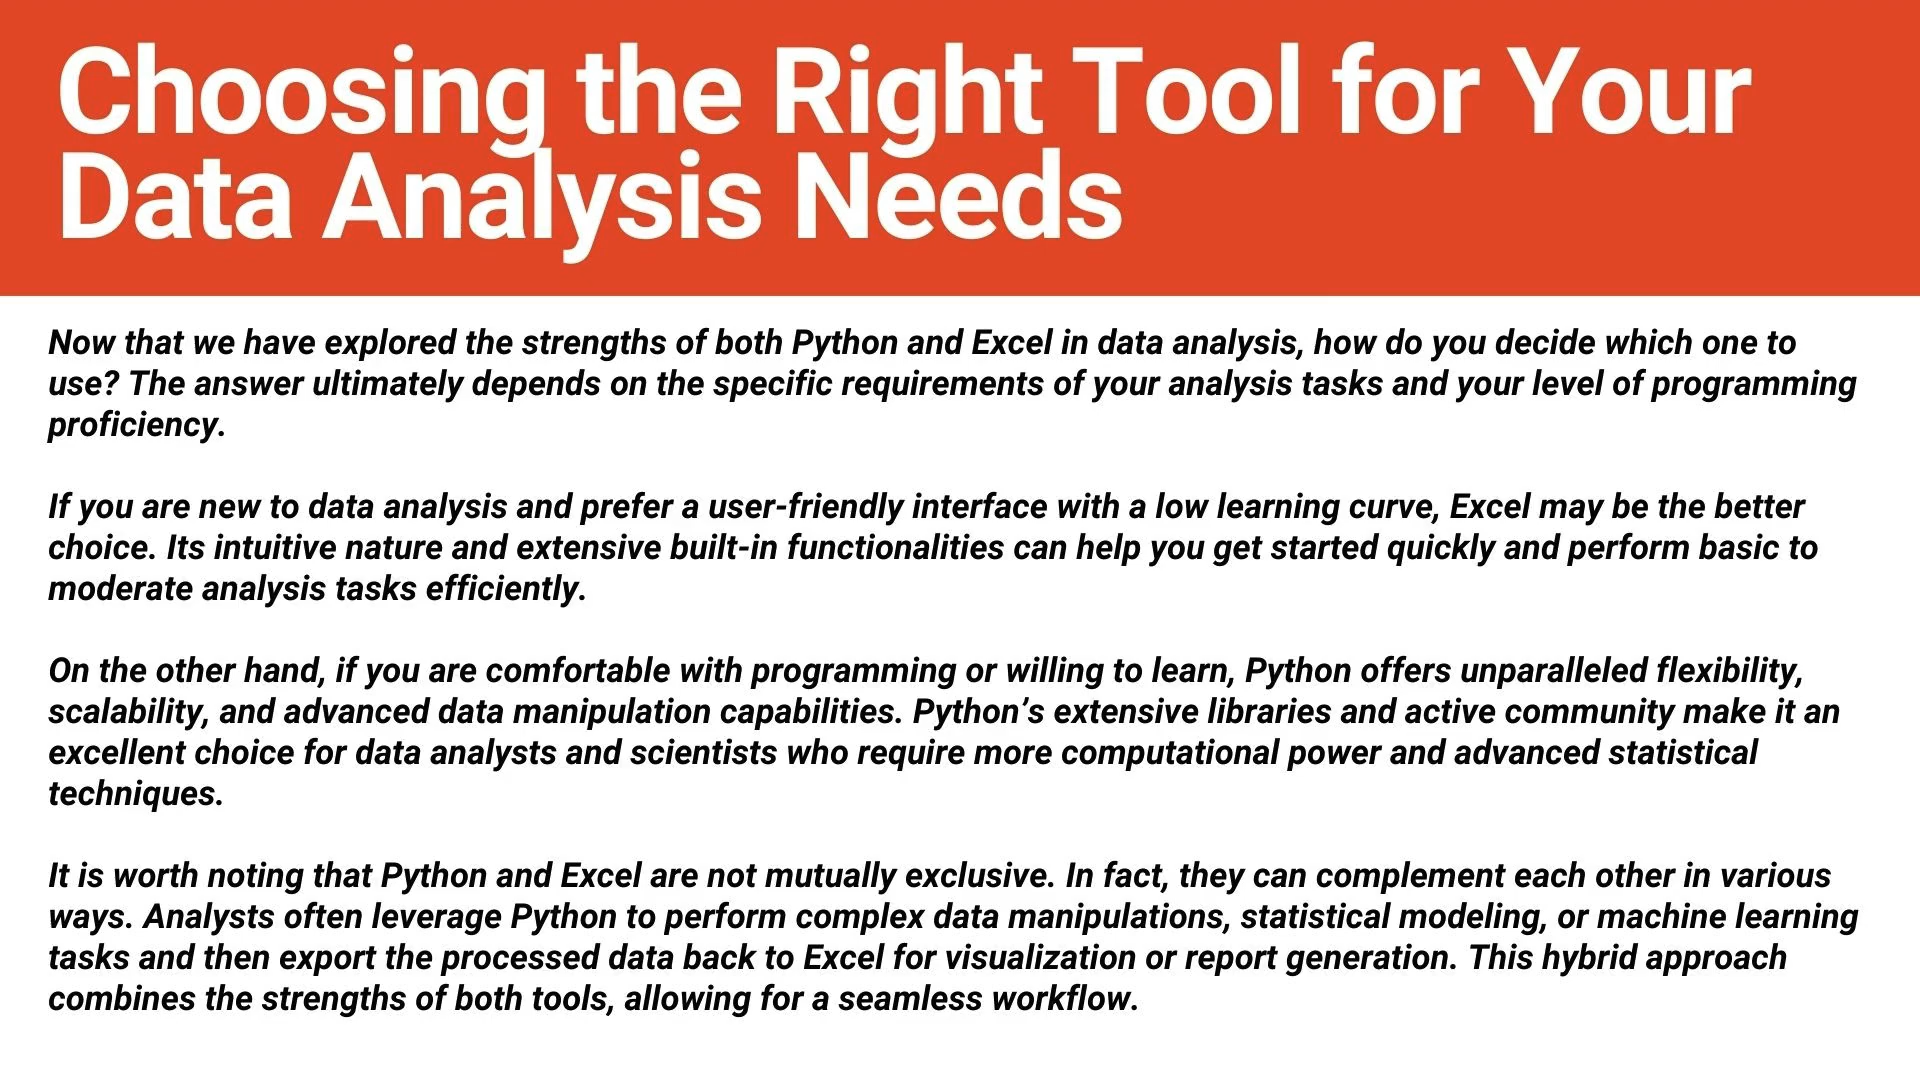 Choosing the Right Tool for Your
Data Analysis Needs
Now that we have explored the strengths of both Python and Excel in data analysis, how do you decide which one to
use? The answer ultimately depends on the specific requirements of your analysis tasks and your level of programming
proficiency.
If you are new to data analysis and prefer a user-friendly interface with a low learning curve, Excel may be the better
choice. Its intuitive nature and extensive built-in functionalities can help you get started quickly and perform basic to
moderate analysis tasks efficiently.
On the other hand, if you are comfortable with programming or willing to learn, Python offers unparalleled flexibility,
scalability, and advanced data manipulation capabilities. Python’s extensive libraries and active community make it an
excellent choice for data analysts and scientists who require more computational power and advanced statistical
techniques.
It is worth noting that Python and Excel are not mutually exclusive. In fact, they can complement each other in various
ways. Analysts often leverage Python to perform complex data manipulations, statistical modeling, or machine learning
tasks and then export the processed data back to Excel for visualization or report generation. This hybrid approach
combines the strengths of both tools, allowing for a seamless workflow.